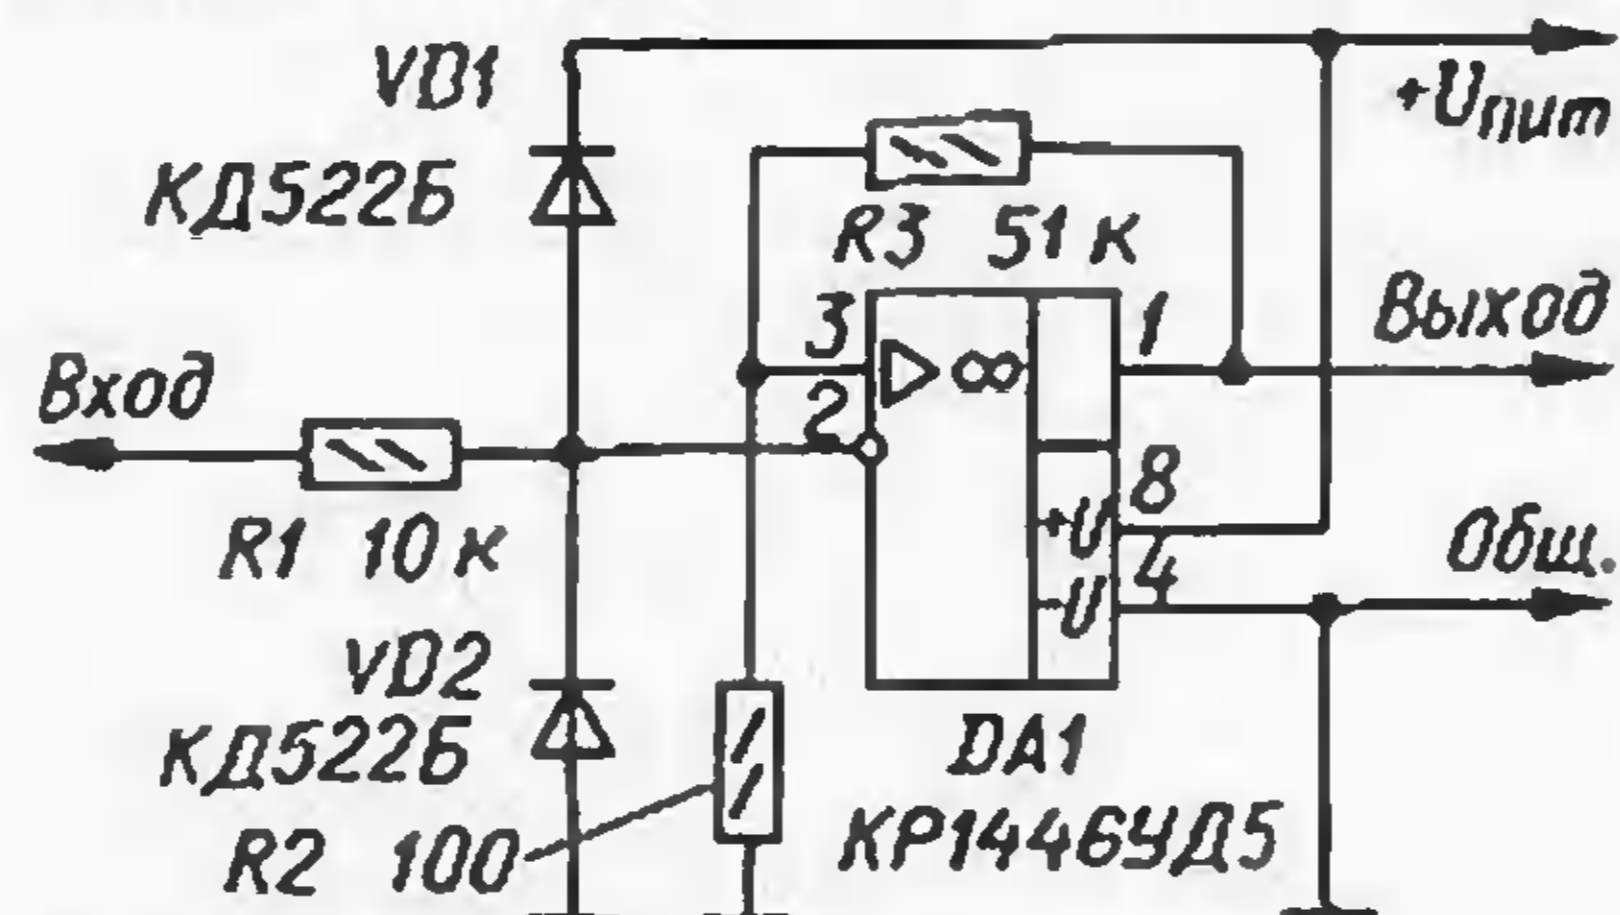 VD1
КД522Б
+Uпит
R3 51 к
Выход
3
1
▷ ∞
Вход
2
8
R1 10 к
+U
Общ.
4
-U
VD2
КД522Б
DA1
R2 100
КР1446УД5